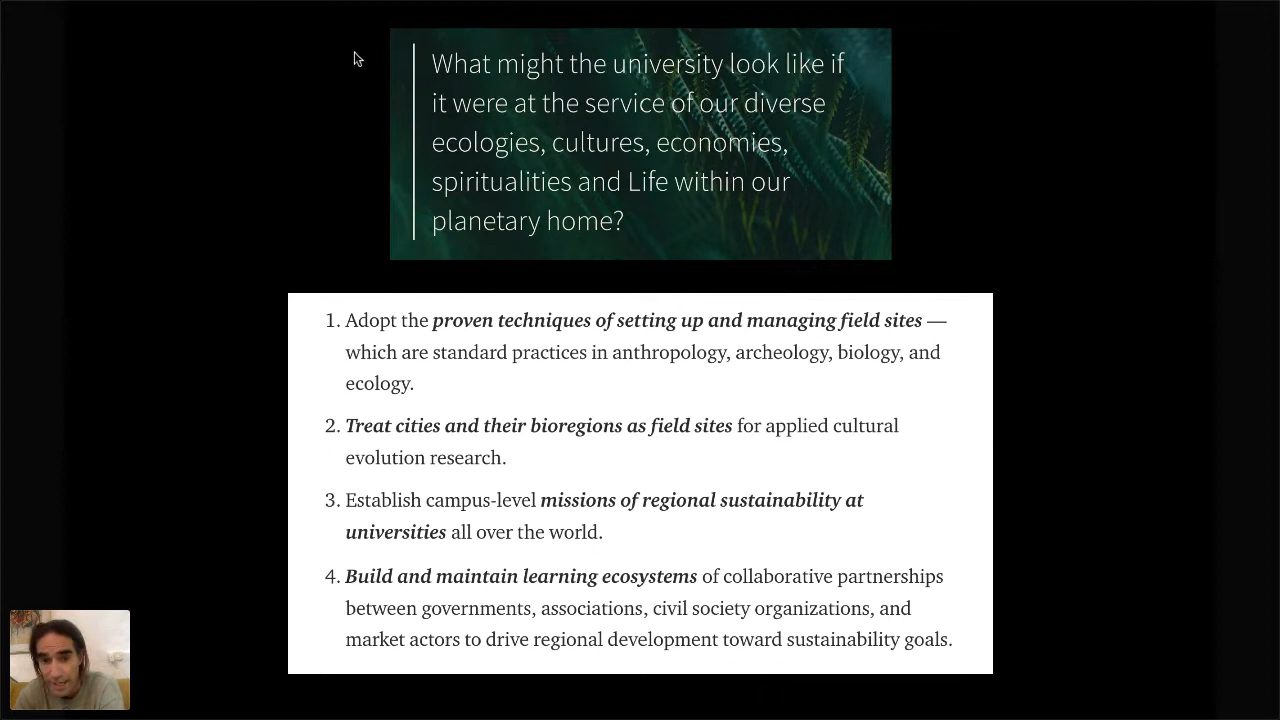 What might the university look like if
it were at the service of our diverse
ecologies, cultures, economies,
spiritualities and Life within our
planetary home?
1. Adopt the proven techniques of setting up and managing field sites —
which are standard practices in anthropology, archeology, biology, and
ecology.
2. Treat cities and their bioregions as field sites for applied cultural
evolution research.
3. Establish campus-level missions of regional sustainability at
universities all over the world.
4. Build and maintain learning ecosystems of collaborative partnerships
between governments, associations, civil society organizations, and
market actors to drive regional development toward sustainability goals.